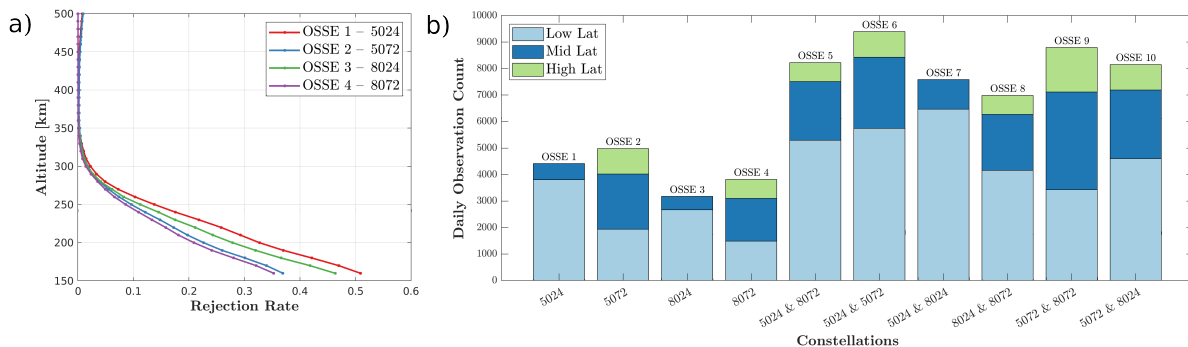 a)
500
450
400
350
300
250
200
150
Altitude [km]
0
0.1
0.2
0.3
0.4
0.5
0.6
Rejection Rate
OSSE 1 – 5024
OSSE 2 – 5072
OSSE 3 – 8024
OSSE 4 – 8072
b)
10000
9000
8000
7000
6000
5000
4000
3000
2000
1000
0
Daily Observation Count
Low Lat
Mid Lat
High Lat
OSSE 1
OSSE 2
OSSE 3
OSSE 4
OSSE 5
OSSE 6
OSSE 7
OSSE 8
OSSE 9
OSSE 10
5024
5072
8024
8072
5024 & 8072
5024 & 5072
5024 & 8024
8024 & 8072
5072 & 8072
5072 & 8024
Constellations